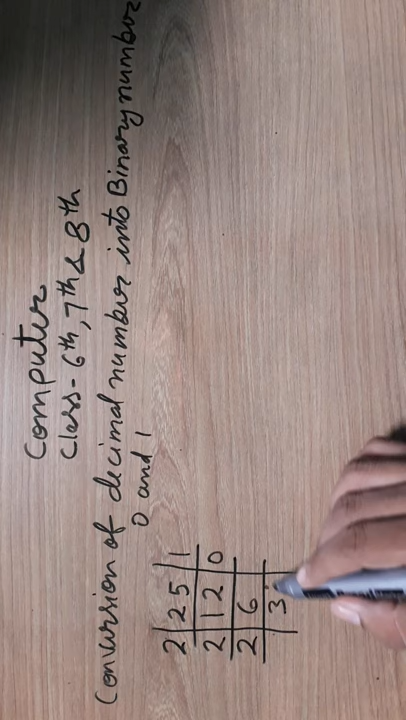 Computer
Class - 6th, 7th & 8th
Conversion of decimal number into Binary number
0 and 1
2 25 1
2 12 0
2 6
3